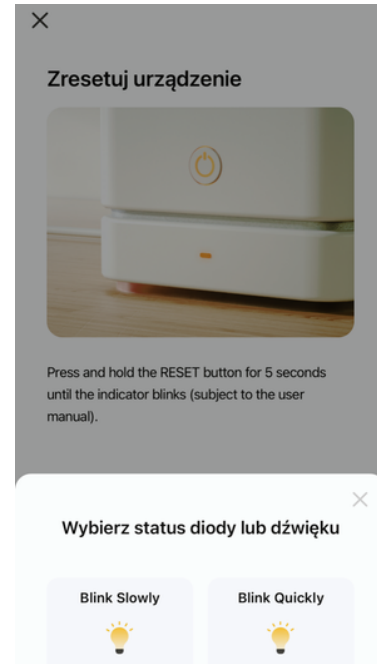 Zresetuj urządzenie
Press and hold the RESET button for 5 seconds
until the indicator blinks (subject to the user
manual).
Wybierz status diody lub dźwięku
Blink Slowly
Blink Quickly